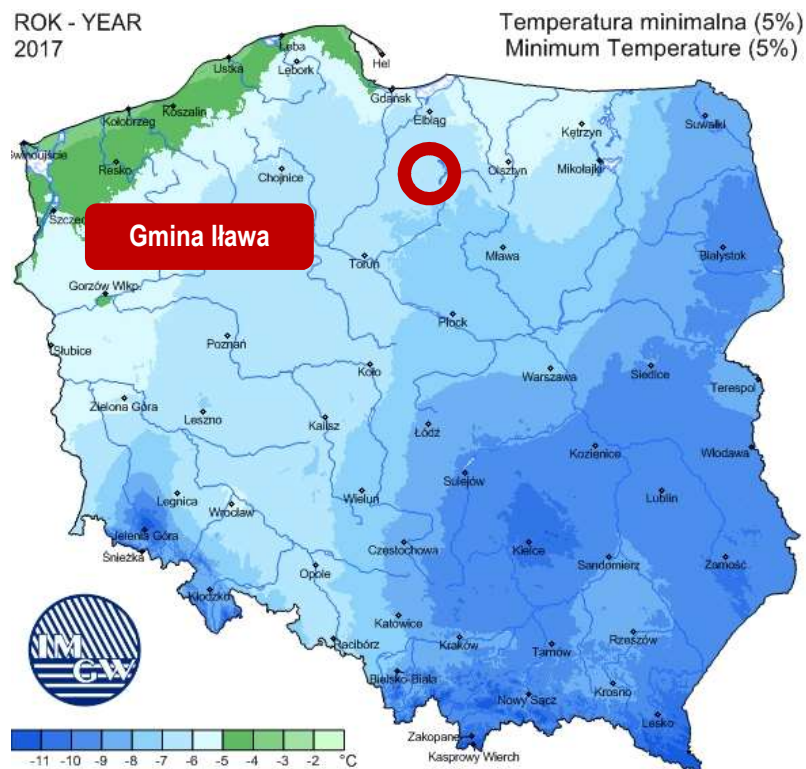 ROK - YEAR
2017
Temperatura minimalna (5%)
Minimum Temperature (5%)
Łeba
Hel
Ustka
Lębork
Gdańsk
Koszalin
Kołobrzeg
Elbląg
Kętrzyn
Suwałki
Świnoujście
Resko
Chojnice
Olsztyn
Mikołajki
Szczec
Gmina Iława
Toruń
Mława
Białystok
Gorzów Wlkp.
Płock
Słubice
Poznań
Koło
Warszawa
Siedlce
Terespol
Zielona Góra
Leszno
Kalisz
Łódź
Kozienice
Włodawa
Sulejów
Legnica
Wrocław
Wieluń
Lublin
Jelenia Góra
Śnieżka
Częstochowa
Kielce
Sandomierz
Zamość
Opole
Kłodzko
Katowice
Racibórz
Kraków
Tarnów
Rzeszów
Bielsko-Biała
Nowy Sącz
Krosno
Lesko
Zakopane
Kasprowy Wierch
IM
GW
-11 -10 -9 -8 -7 -6 -5 -4 -3 -2 °C